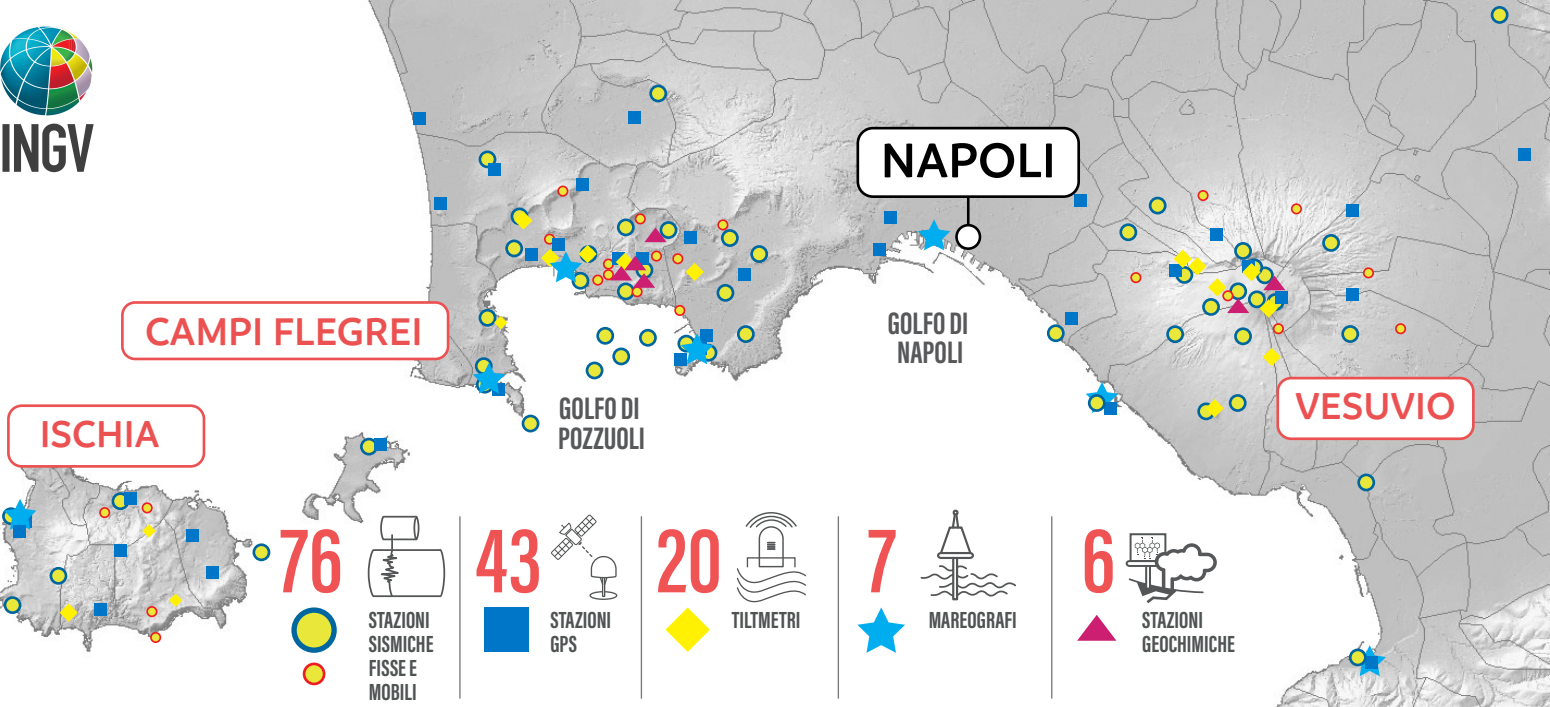 INGV
NAPOLI
CAMPI FLEGREI
GOLFO DI
NAPOLI
ISCHIA
GOLFO DI
POZZUOLI
VESUVIO
76
STAZIONI
SISMICHE
FISSE E
MOBILI
43
STAZIONI
GPS
20
TILTMETRI
7
MAREOGRAFI
6
STAZIONI
GEOCHIMICHE